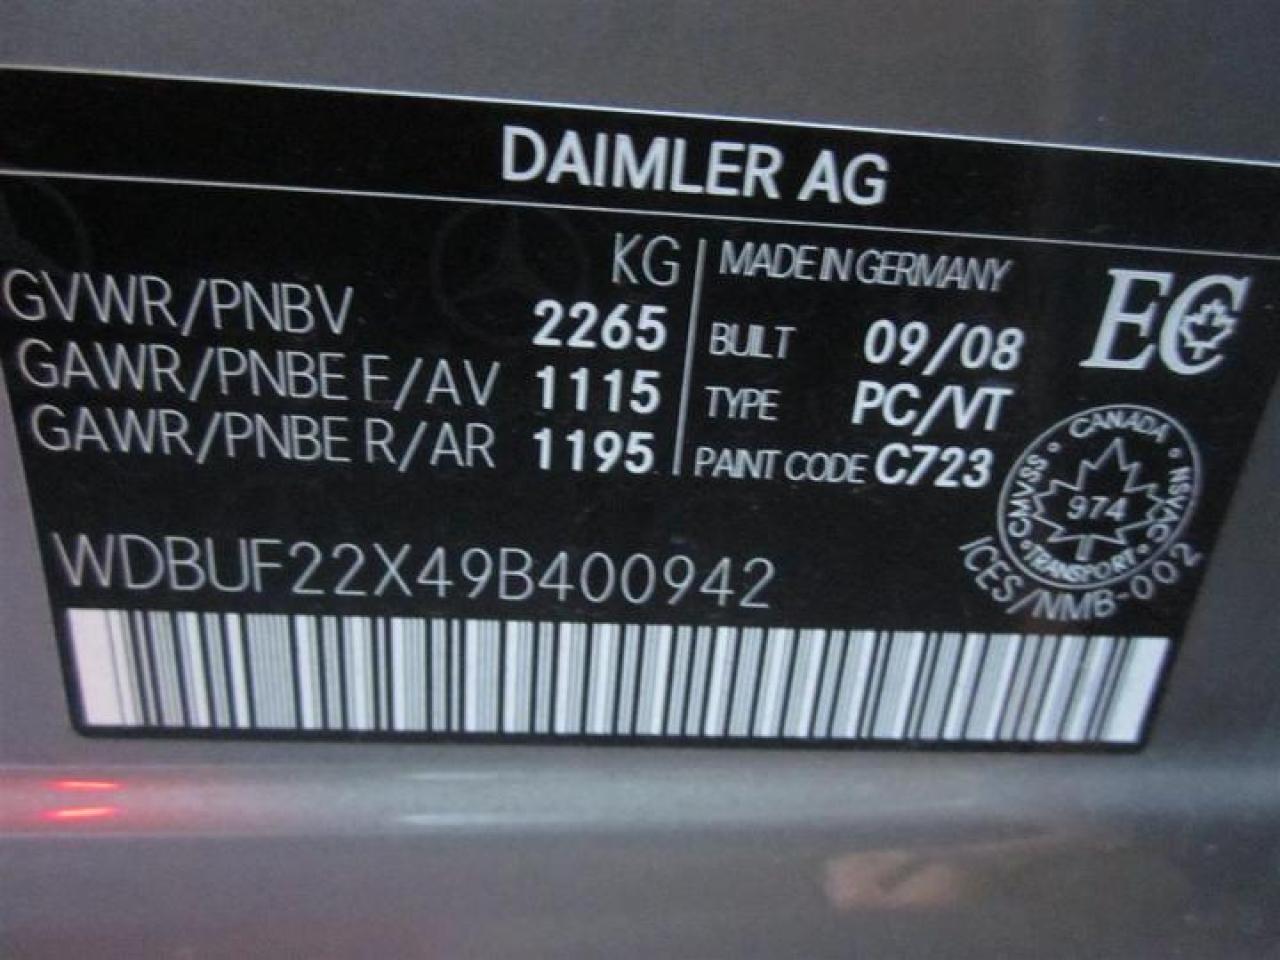 DAIMLER AG
KG
GVWR/PNBV 2265
GAWR/PNBE F/AV 1115
GAWR/PNBE R/AR 1195
MADE IN GERMANY
BUILT 09/08
TYPE PC/VT
PAINT CODE C723
EC
CANADA
CMVSS • NSVAC
974
• TRANSPORT •
ICES/NMB-002
WDBUF22X49B400942